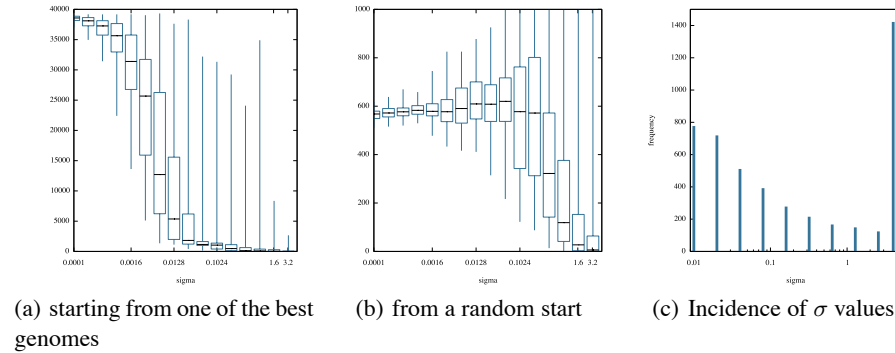 40000
35000
30000
25000
20000
15000
10000
5000
0
0.0001 0.0016 0.0128 0.1024 1.6 3.2
sigma
1000
800
600
400
200
0
0.0001 0.0016 0.0128 0.1024 1.6 3.2
sigma
frequency
1400
1200
1000
800
600
400
200
0
0.01 0.1 1
sigma
(a) starting from one of the best
genomes
(b) from a random start
(c) Incidence of σ values